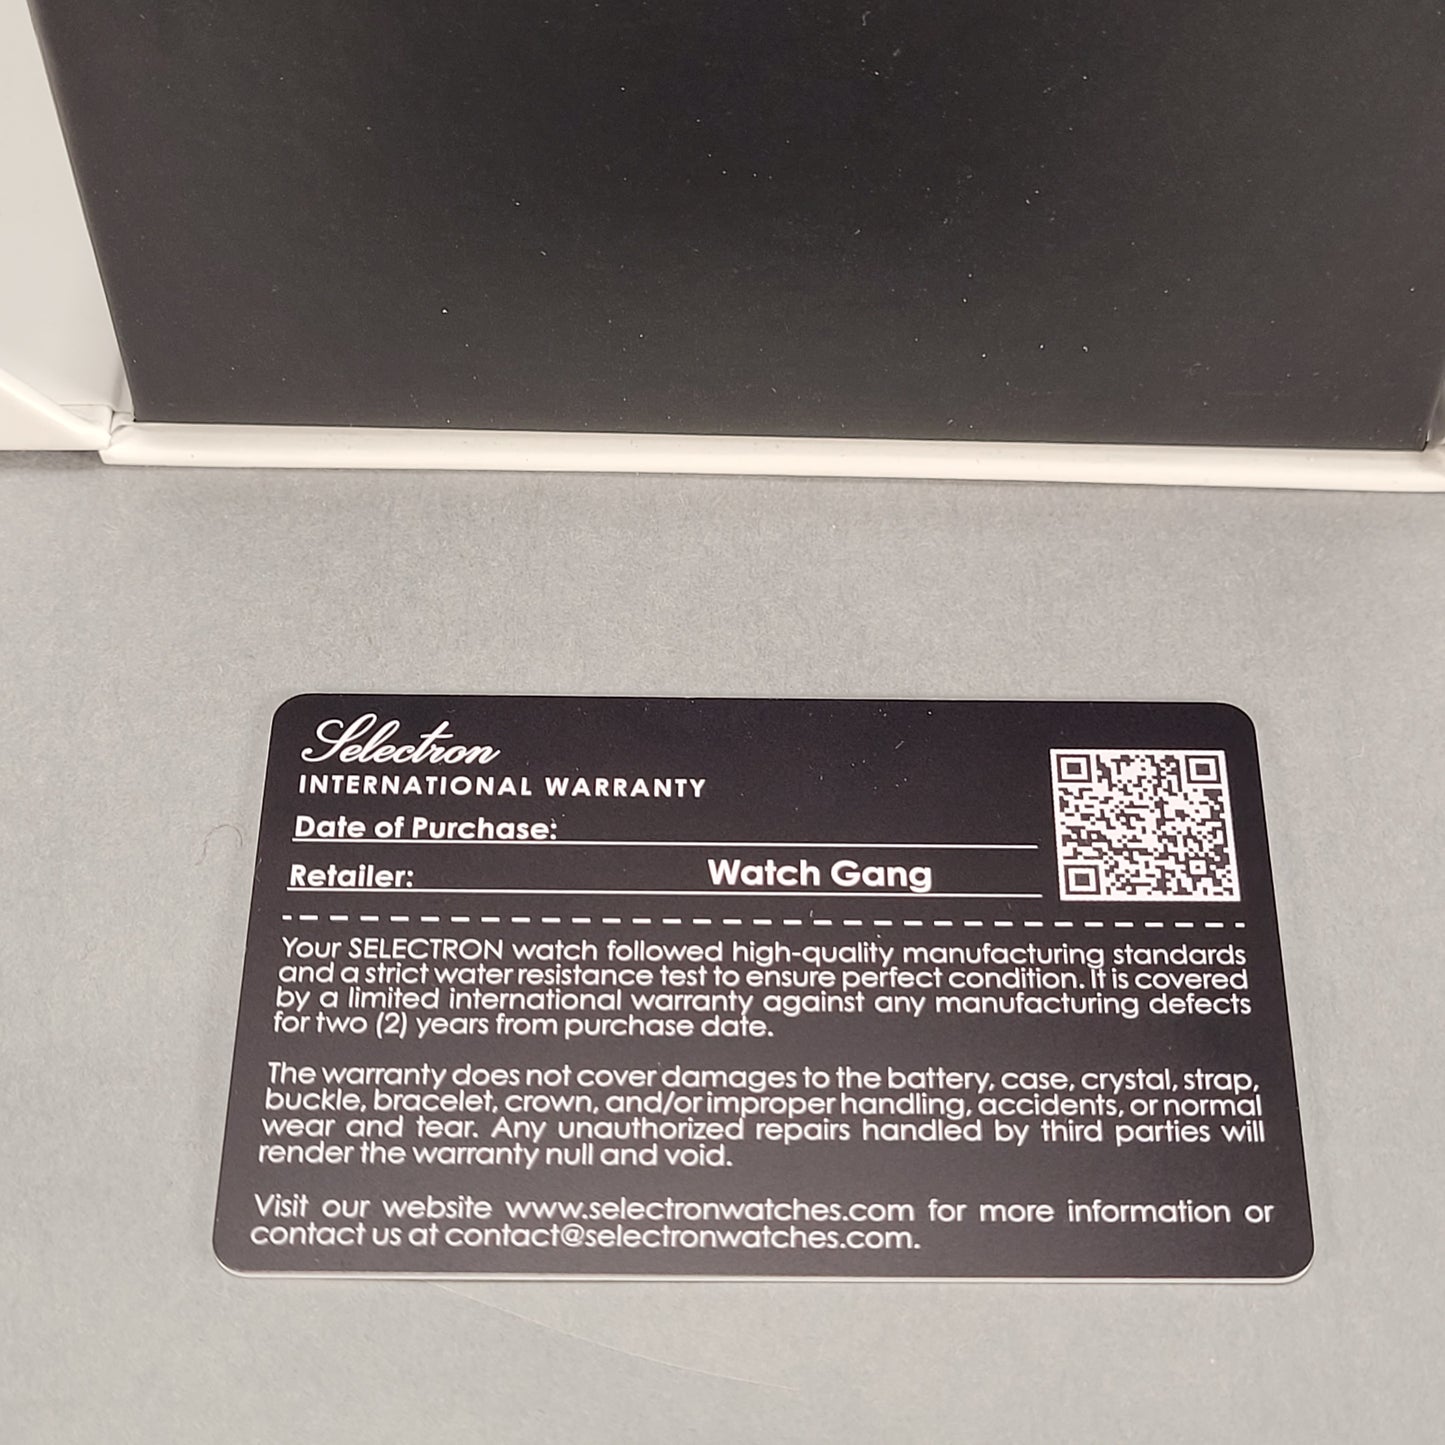 Selectron
INTERNATIONAL WARRANTY
Date of Purchase:
Retailer: Watch Gang
Your SELECTRON watch followed high-quality manufacturing standards
and a strict water resistance test to ensure perfect condition. It is covered
by a limited international warranty against any manufacturing defects
for two (2) years from purchase date.
The warranty does not cover damages to the battery, case, crystal, strap,
buckle, bracelet, crown, and/or improper handling, accidents, or normal
wear and tear. Any unauthorized repairs handled by third parties will
render the warranty null and void.
Visit our website www.selectronwatches.com for more information or
contact us at contact@selectronwatches.com.